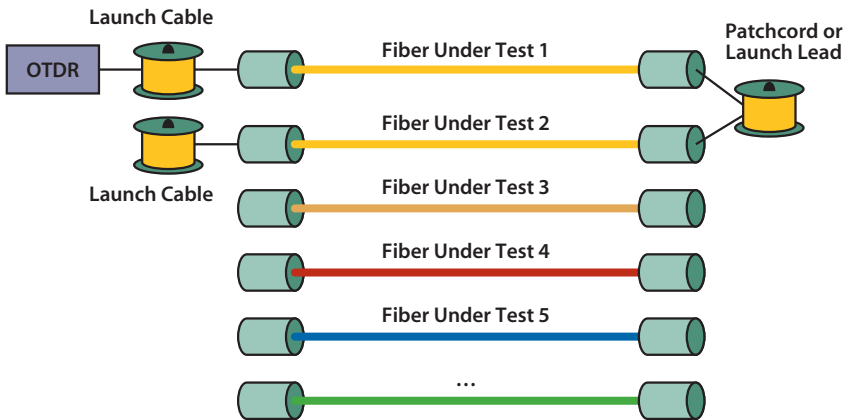 Launch Cable
Patchcord or
Launch Lead
OTDR
Fiber Under Test 1
Fiber Under Test 2
Launch Cable
Fiber Under Test 3
Fiber Under Test 4
Fiber Under Test 5
...